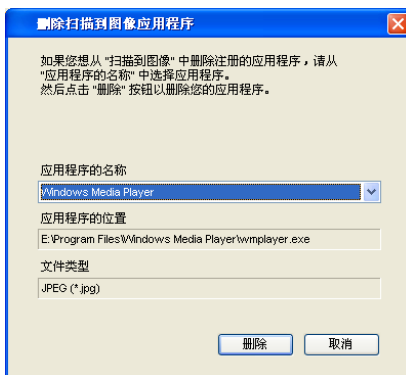 删除扫描到图像应用程序
如果您想从 "扫描到图像" 中删除注册的应用程序，请从
"应用程序的名称" 中选择应用程序。
然后点击 "删除" 按钮以删除您的应用程序。
应用程序的名称
Windows Media Player
应用程序的位置
E:\Program Files\Windows Media Player\wmplayer.exe
文件类型
JPEG (*.jpg)
删除
取消